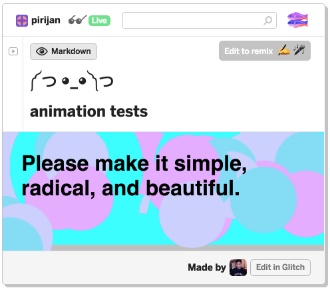 pirijan Live
Markdown
Edit to remix
༼ つ •_• ༽つ
animation tests
Please make it simple,
radical, and beautiful.
Made by Edit in Glitch